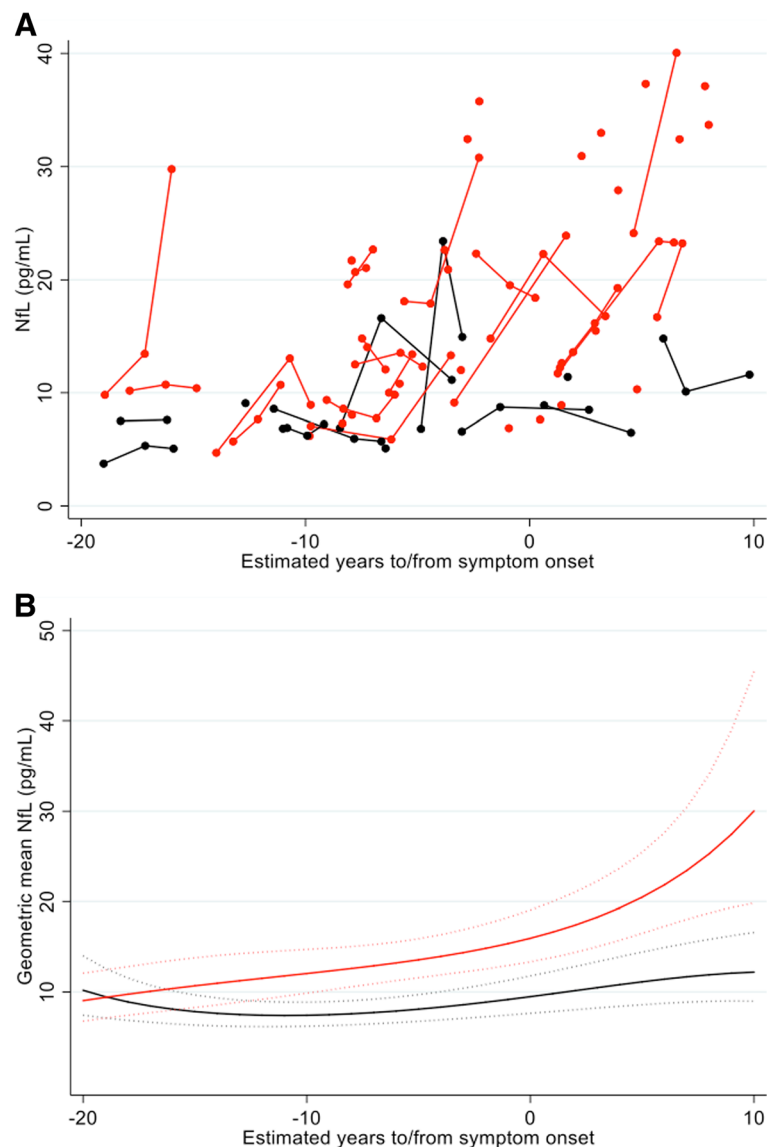 A
40
30
20
10
0
NfL (pg/mL)
-20 -10 0 10
Estimated years to/from symptom onset
B
50
40
30
20
10
Geometric mean NfL (pg/mL)
-20 -10 0 10
Estimated years to/from symptom onset